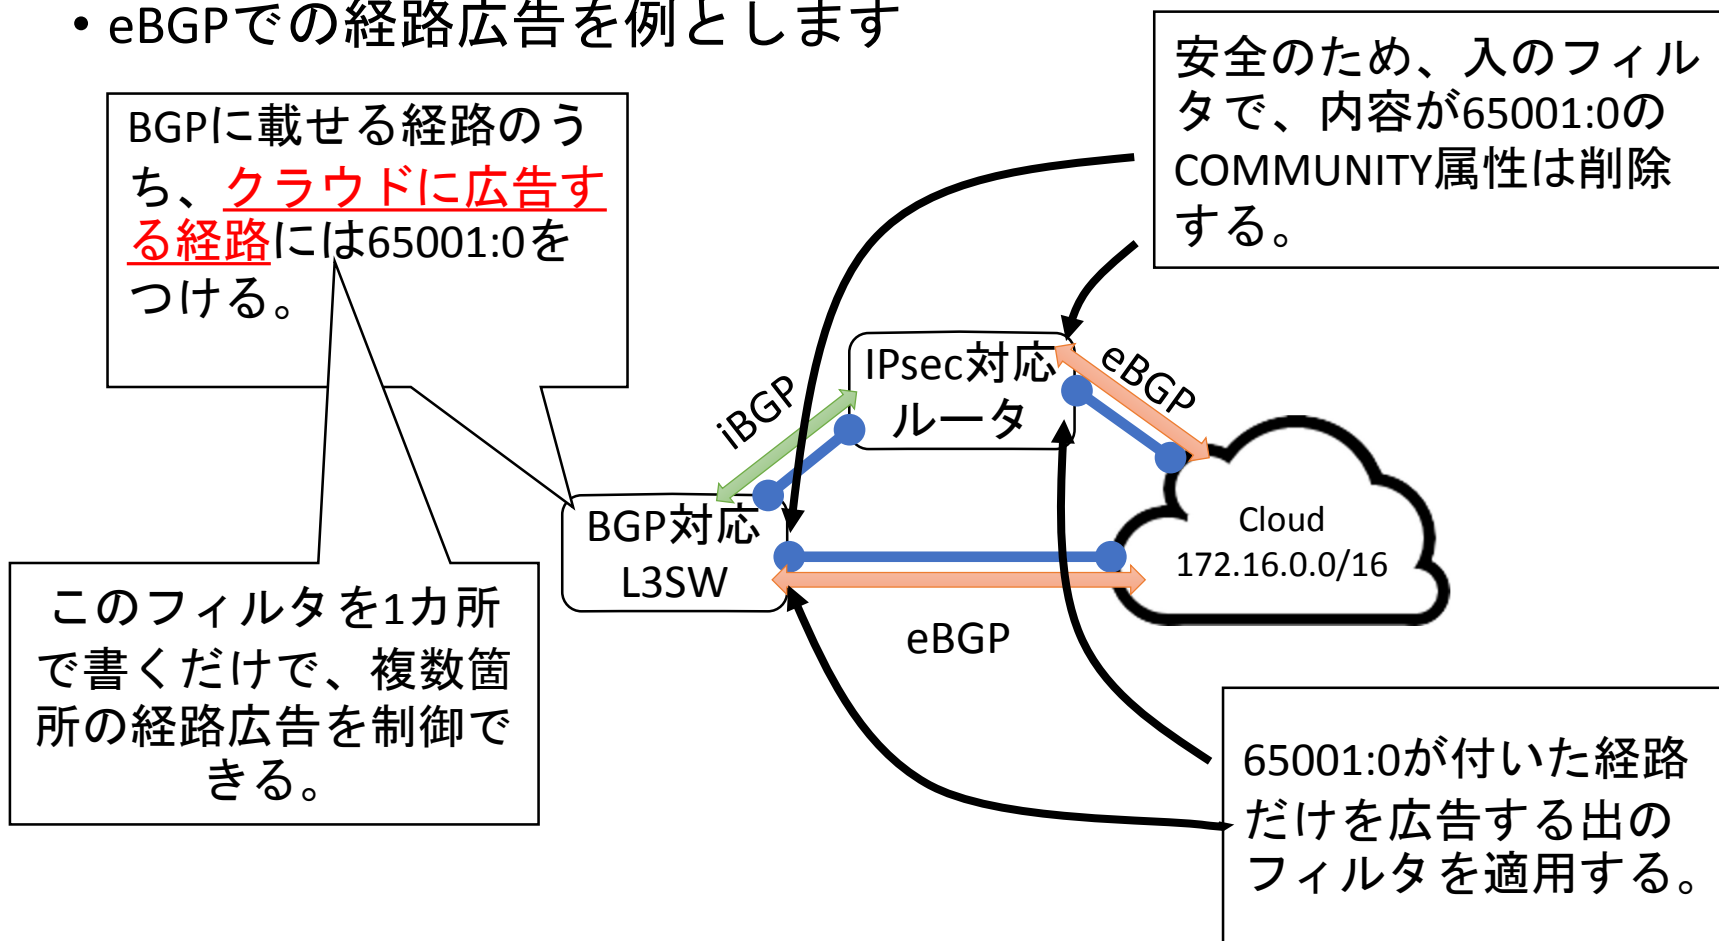 • eBGPでの経路広告を例とします
BGPに載せる経路のう
ち、クラウドに広告す
る経路には65001:0を
つける。
安全のため、入のフィル
タで、内容が65001:0の
COMMUNITY属性は削除
する。
IPsec対応
ルータ
eBGP
iBGP
BGP対応
L3SW
Cloud
172.16.0.0/16
eBGP
このフィルタを1カ所
で書くだけで、複数箇
所の経路広告を制御で
きる。
65001:0が付いた経路
だけを広告する出の
フィルタを適用する。